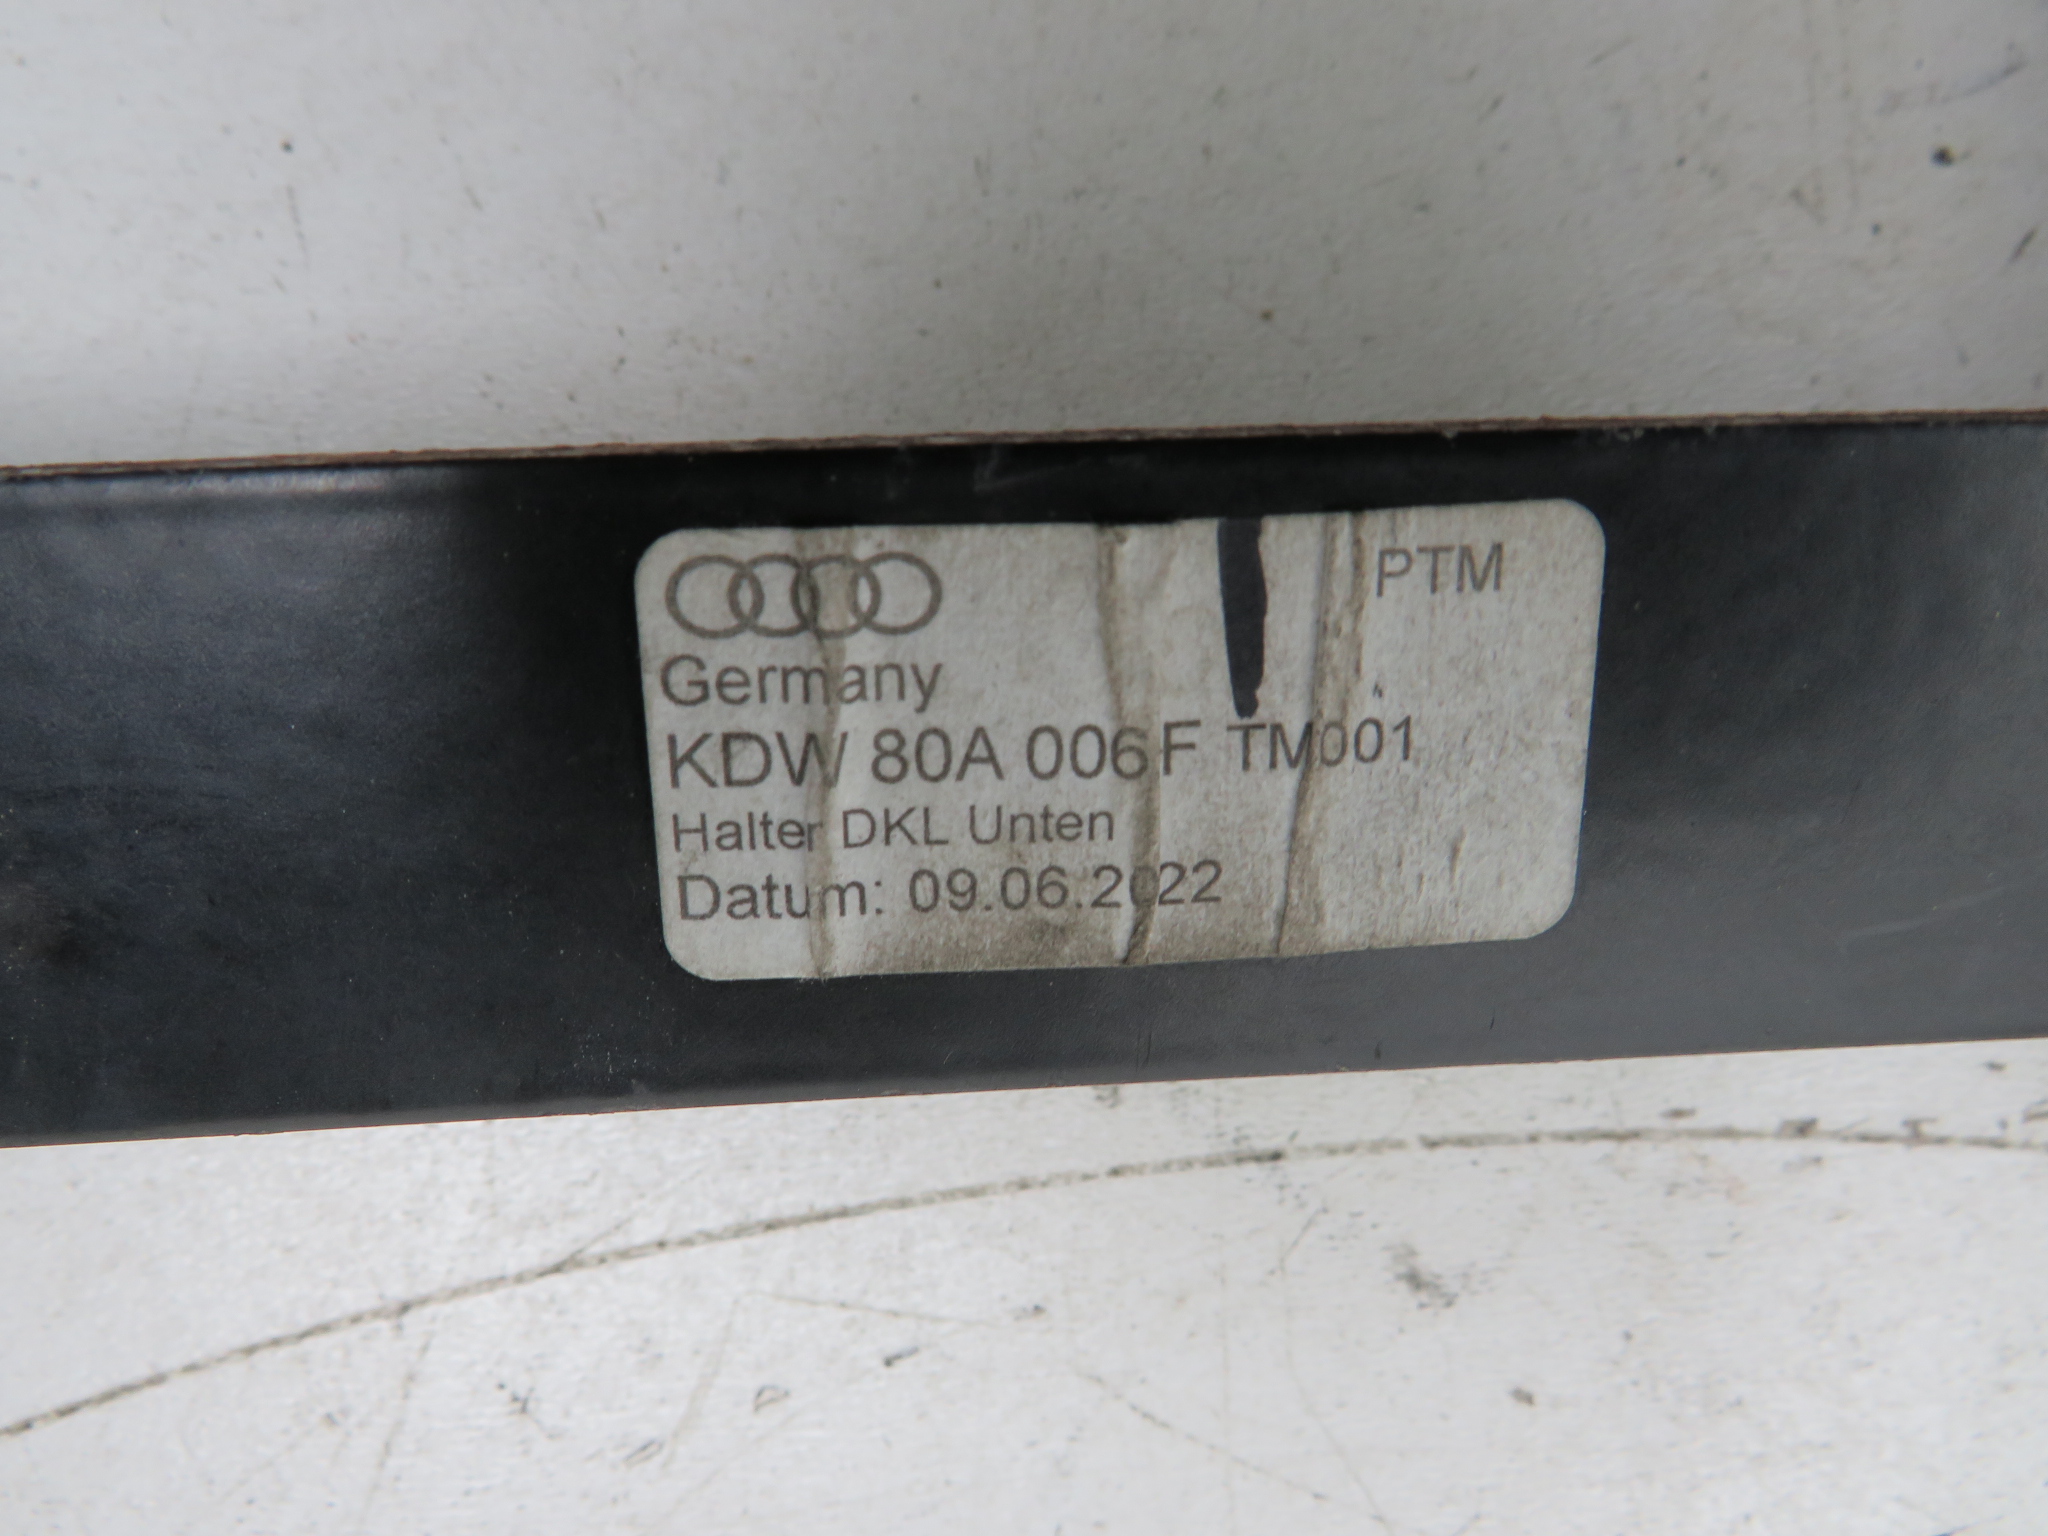 PTM
Germany
KDW 80A 006 F TM001
Halter DKL Unten
Datum: 09.06.2022